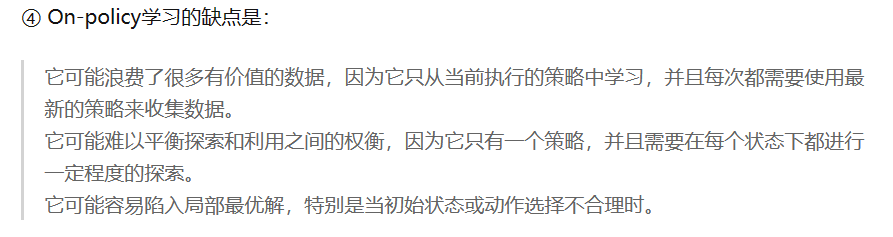 ④ On-policy学习的缺点是：
它可能浪费了很多有价值的数据，因为它只从当前执行的策略中学习，并且每次都需要使用最
新的策略来收集数据。
它可能难以平衡探索和利用之间的权衡，因为它只有一个策略，并且需要在每个状态下都进行
一定程度的探索。
它可能容易陷入局部最优解，特别是当初始状态或动作选择不合理时。